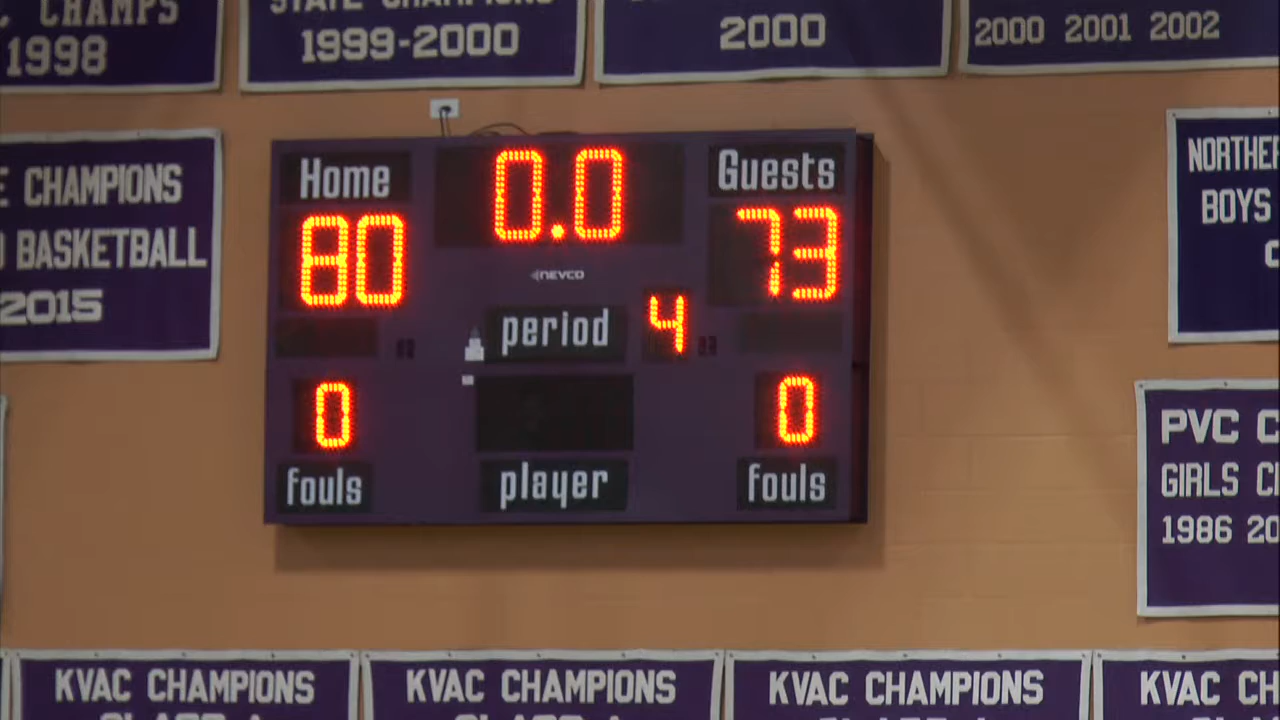 CHAMPS
1998
STATE CHAMPIONS
1999-2000
2000
2000 2001 2002
CHAMPIONS
BASKETBALL
2015
Home
0.0
Guests
80
73
NEVCO
period
4
0
0
fouls
player
fouls
BOYS
PVC
GIRLS
1986 20
KVAC CHAMPIONS
KVAC CHAMPIONS
KVAC CHAMPIONS
KVAC CH